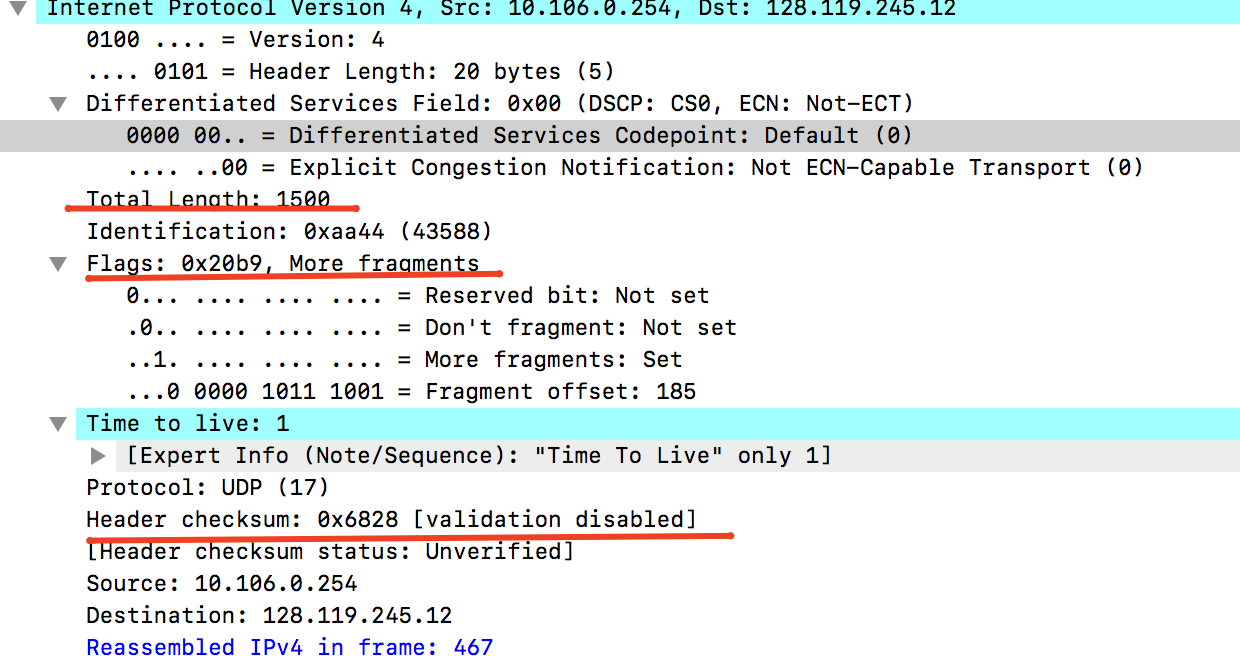 Internet Protocol Version 4, Src: 10.106.0.254, Dst: 128.119.245.12
0100 .... = Version: 4
.... 0101 = Header Length: 20 bytes (5)
Differentiated Services Field: 0x00 (DSCP: CS0, ECN: Not-ECT)
0000 00.. = Differentiated Services Codepoint: Default (0)
.... ..00 = Explicit Congestion Notification: Not ECN-Capable Transport (0)
Total Length: 1500
Identification: 0xaa44 (43588)
Flags: 0x20b9, More fragments
0... .... .... .... = Reserved bit: Not set
.0.. .... .... .... = Don't fragment: Not set
..1. .... .... .... = More fragments: Set
...0 0000 1011 1001 = Fragment offset: 185
Time to live: 1
[Expert Info (Note/Sequence): "Time To Live" only 1]
Protocol: UDP (17)
Header checksum: 0x6828 [validation disabled]
[Header checksum status: Unverified]
Source: 10.106.0.254
Destination: 128.119.245.12
Reassembled IPv4 in frame: 467